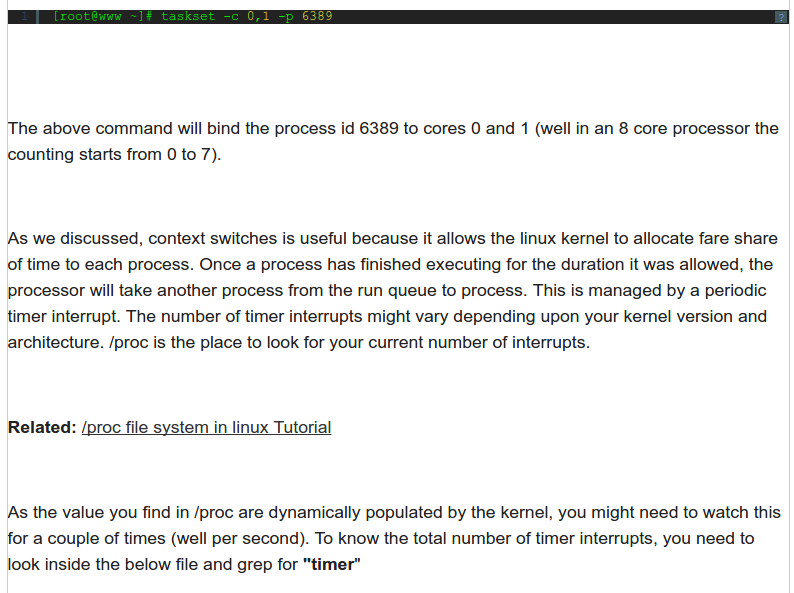 1 [root@www ~]# taskset -c 0,1 -p 6389 ?
The above command will bind the process id 6389 to cores 0 and 1 (well in an 8 core processor the
counting starts from 0 to 7).
As we discussed, context switches is useful because it allows the linux kernel to allocate fare share
of time to each process. Once a process has finished executing for the duration it was allowed, the
processor will take another process from the run queue to process. This is managed by a periodic
timer interrupt. The number of timer interrupts might vary depending upon your kernel version and
architecture. /proc is the place to look for your current number of interrupts.
Related: /proc file system in linux Tutorial
As the value you find in /proc are dynamically populated by the kernel, you might need to watch this
for a couple of times (well per second). To know the total number of timer interrupts, you need to
look inside the below file and grep for "timer"